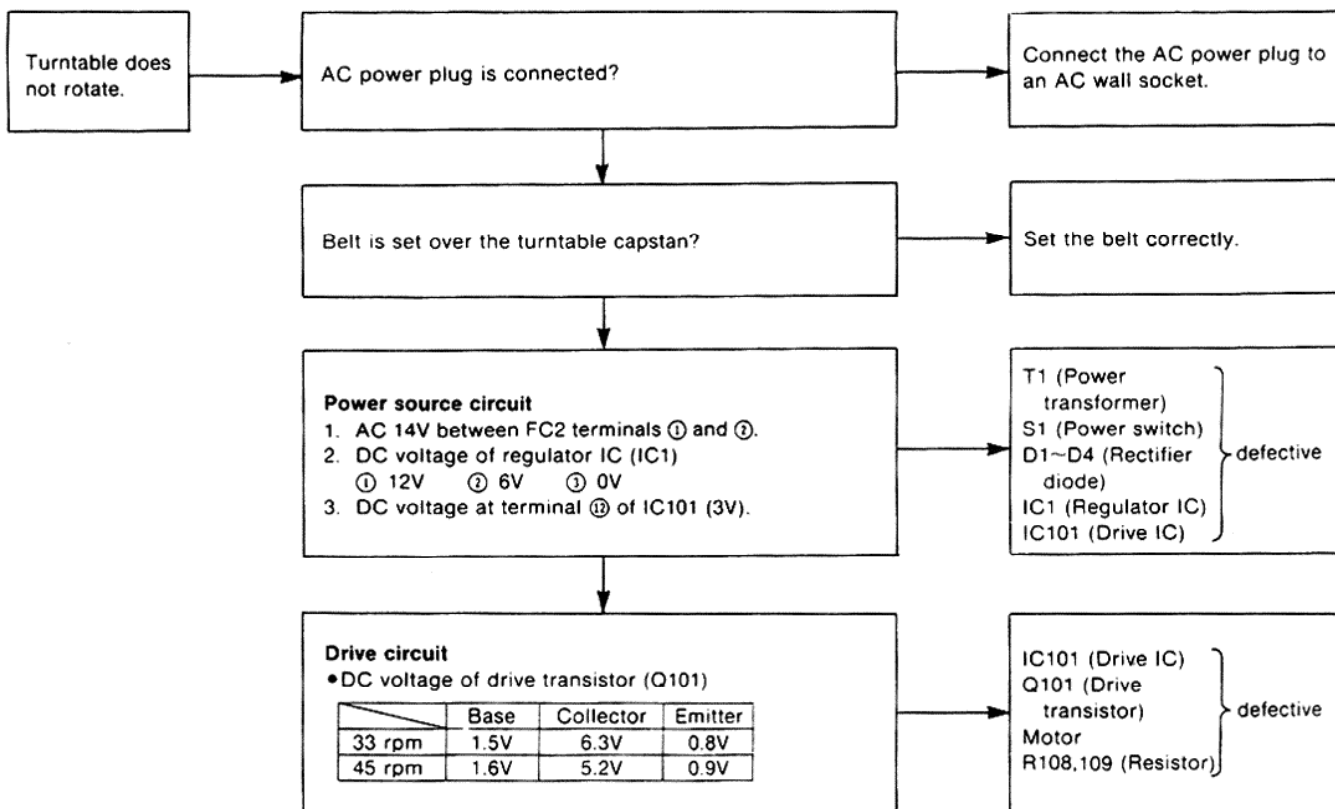 Turntable does
not rotate.
AC power plug is connected?
Connect the AC power plug to
an AC wall socket.
Belt is set over the turntable capstan?
Set the belt correctly.
Power source circuit
1. AC 14V between FC2 terminals ① and ②.
2. DC voltage of regulator IC (IC1)
① 12V ② 6V ③ 0V
3. DC voltage at terminal ⑫ of IC101 (3V).
T1 (Power
transformer)
S1 (Power switch)
D1~D4 (Rectifier
diode)
IC1 (Regulator IC)
IC101 (Drive IC)
defective
Drive circuit
•DC voltage of drive transistor (Q101)
Base Collector Emitter
33 rpm 1.5V 6.3V 0.8V
45 rpm 1.6V 5.2V 0.9V
IC101 (Drive IC)
Q101 (Drive
transistor)
Motor
R108,109 (Resistor)
defective